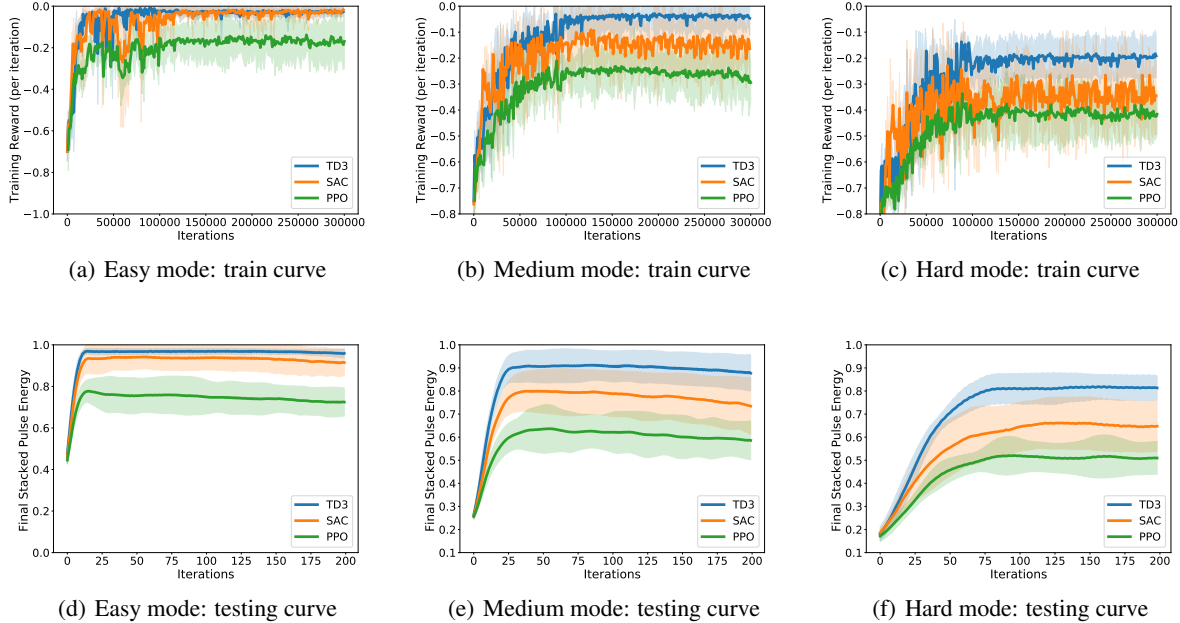 0.0
−0.2
−0.4
−0.6
−0.8
−1.0
Training Reward (per iteration)
0 50000 100000 150000 200000 250000 300000
Iterations
TD3
SAC
PPO
(a) Easy mode: train curve
0.0
−0.1
−0.2
−0.3
−0.4
−0.5
−0.6
−0.7
−0.8
Training Reward (per iteration)
0 50000 100000 150000 200000 250000 300000
Iterations
TD3
SAC
PPO
(b) Medium mode: train curve
0.0
−0.1
−0.2
−0.3
−0.4
−0.5
−0.6
−0.7
−0.8
Training Reward (per iteration)
0 50000 100000 150000 200000 250000 300000
Iterations
TD3
SAC
PPO
(c) Hard mode: train curve
1.0
0.8
0.6
0.4
0.2
0.0
Final Stacked Pulse Energy
0 25 50 75 100 125 150 175 200
Iterations
TD3
SAC
PPO
(d) Easy mode: testing curve
1.0
0.9
0.8
0.7
0.6
0.5
0.4
0.3
0.2
0.1
Final Stacked Pulse Energy
0 25 50 75 100 125 150 175 200
Iterations
TD3
SAC
PPO
(e) Medium mode: testing curve
1.0
0.9
0.8
0.7
0.6
0.5
0.4
0.3
0.2
0.1
Final Stacked Pulse Energy
0 25 50 75 100 125 150 175 200
Iterations
TD3
SAC
PPO
(f) Hard mode: testing curve